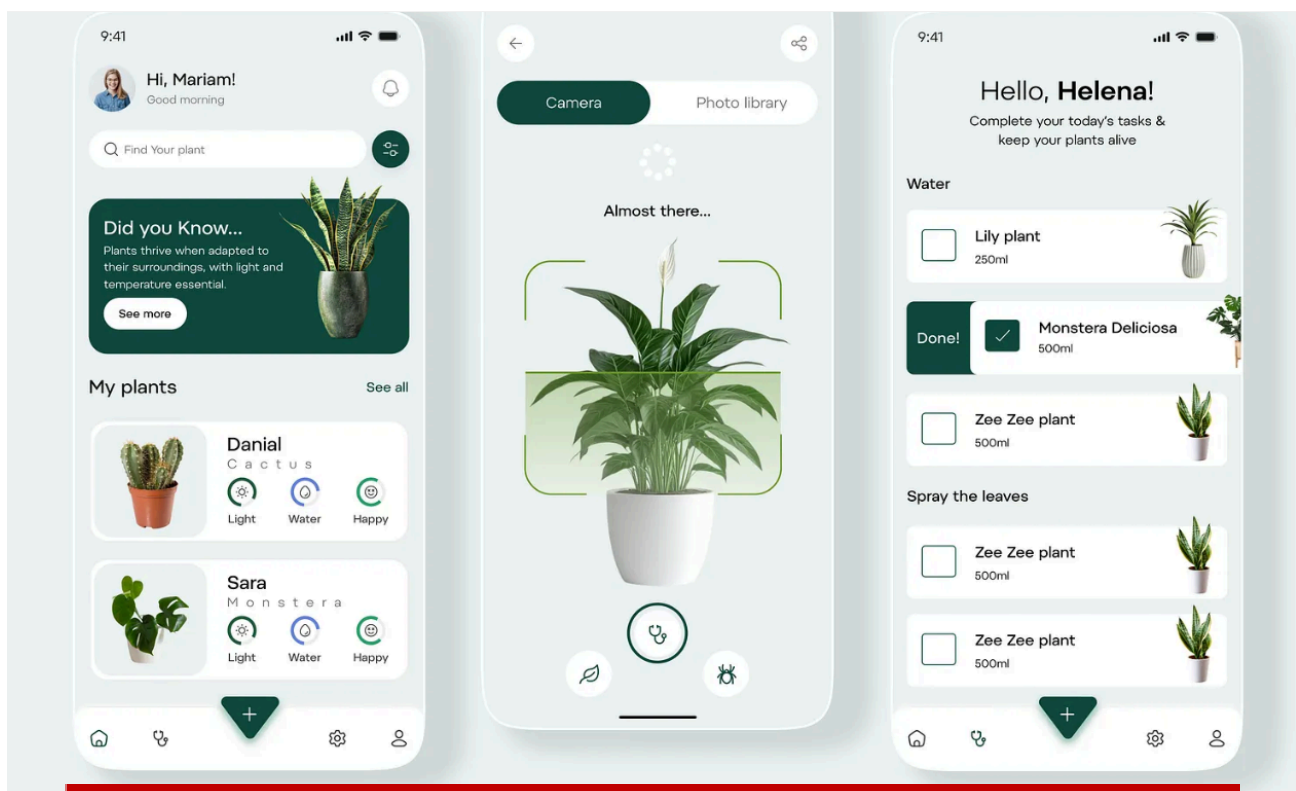 9:41
Hi, Mariam!
Good morning
Find Your plant
Did you Know...
Plants thrive when adapted to
their surroundings, with light and
temperature essential.
See more
My plants
See all
Danial
Cactus
Light
Water
Happy
Sara
Monstera
Light
Water
Happy
Camera
Photo library
Almost there...
9:41
Hello, Helena!
Complete your today's tasks &
keep your plants alive
Water
Lily plant
250ml
Done!
Monstera Deliciosa
500ml
Zee Zee plant
500ml
Spray the leaves
Zee Zee plant
500ml
Zee Zee plant
500ml